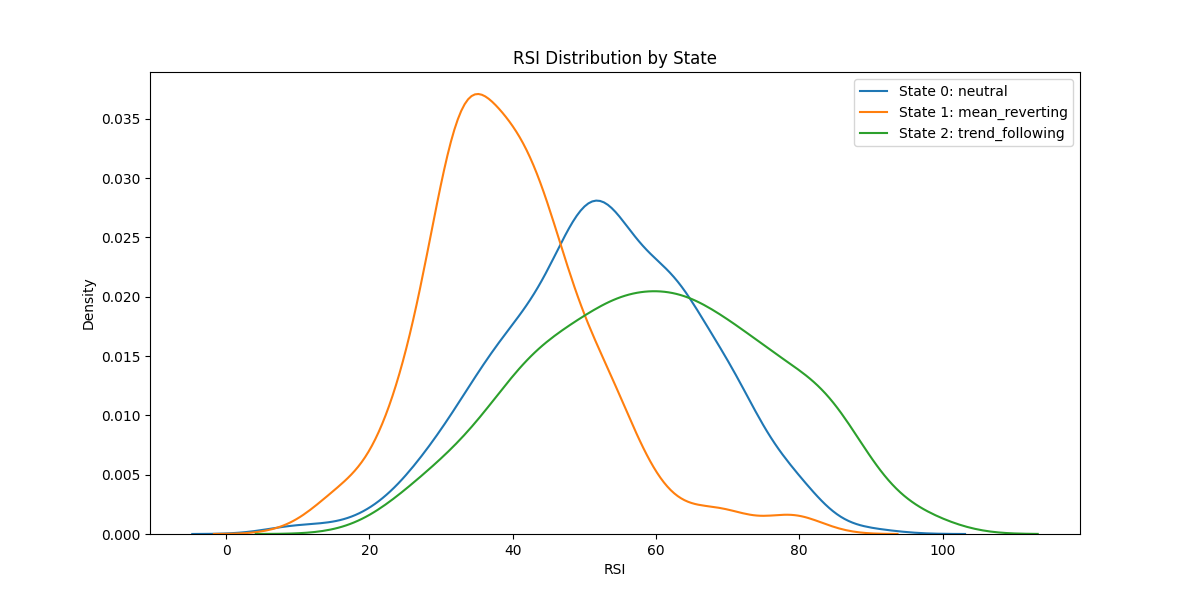 RSI Distribution by State
State 0: neutral
State 1: mean_reverting
State 2: trend_following
0.035
0.030
0.025
0.020
0.015
0.010
0.005
0.000
Density
0 20 40 60 80 100
RSI